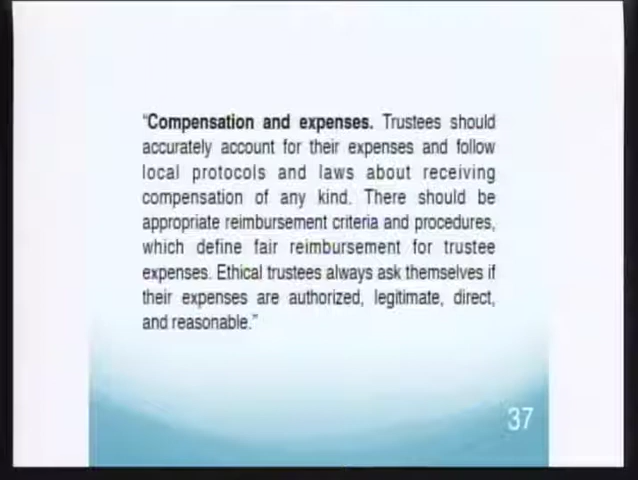 “Compensation and expenses. Trustees should
accurately account for their expenses and follow
local protocols and laws about receiving
compensation of any kind. There should be
appropriate reimbursement criteria and procedures,
which define fair reimbursement for trustee
expenses. Ethical trustees always ask themselves if
their expenses are authorized, legitimate, direct,
and reasonable.”
37